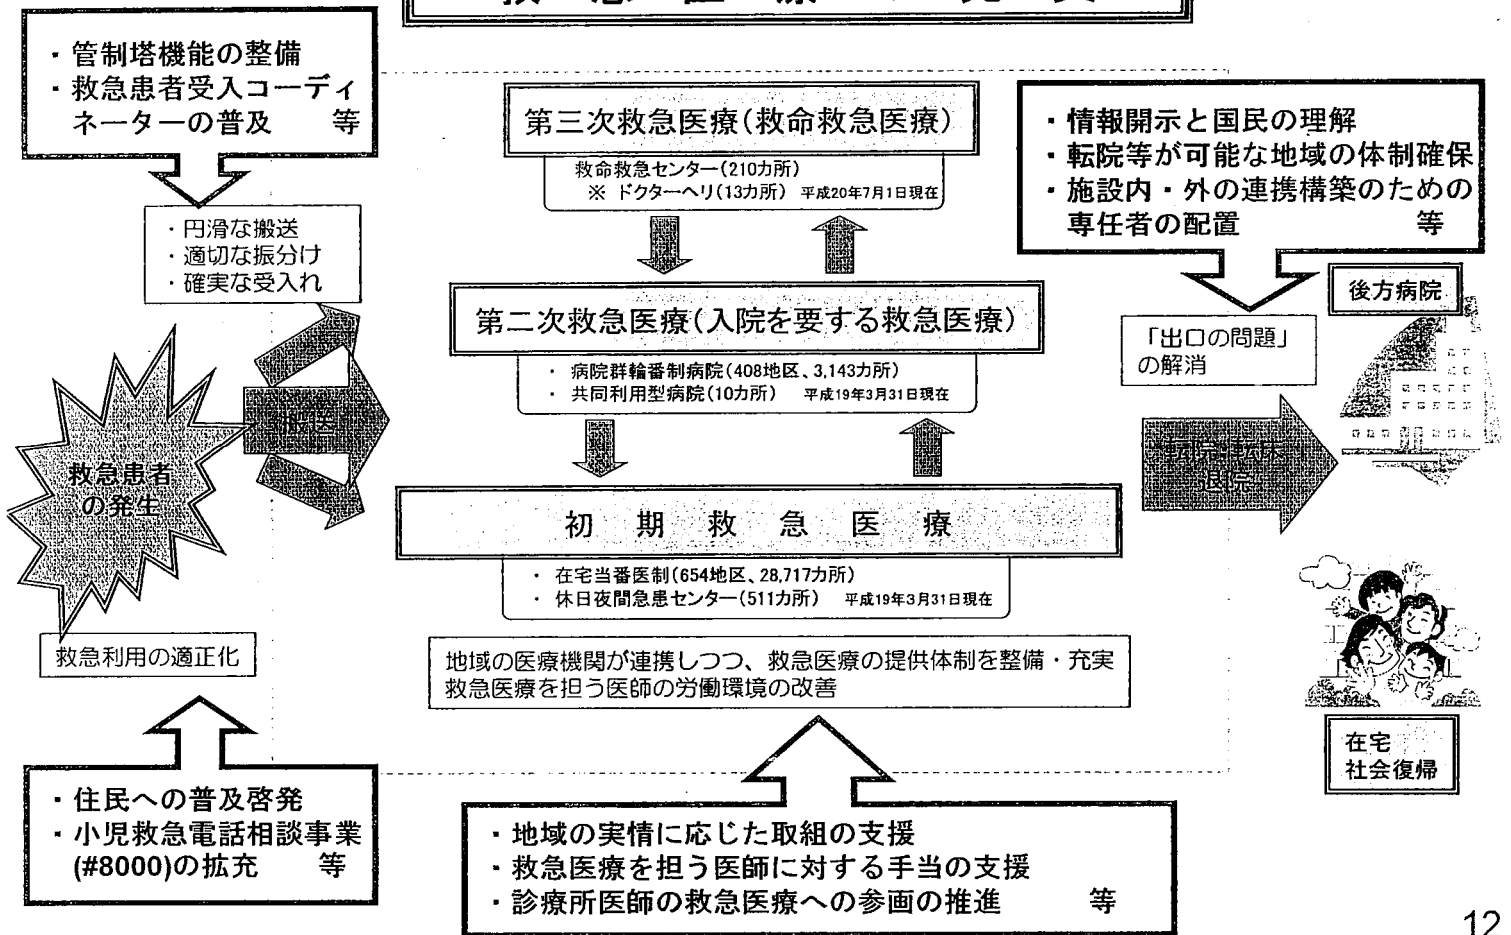 ・管制塔機能の整備
・救急患者受入コーディ
ネーターの普及　　等
・円滑な搬送
・適切な振分け
・確実な受入れ
救急患者
の発生
搬送
救急利用の適正化
・住民への普及啓発
・小児救急電話相談事業
(#8000)の拡充　　等
第三次救急医療(救命救急医療)
救命救急センター(210カ所)
※ ドクターヘリ(13カ所)　平成20年7月1日現在
第二次救急医療(入院を要する救急医療)
・ 病院群輪番制病院(408地区、3,143カ所)
・ 共同利用型病院(10カ所)　平成19年3月31日現在
初 期 救 急 医 療
・ 在宅当番医制(654地区、28,717カ所)
・ 休日夜間急患センター(511カ所)　平成19年3月31日現在
地域の医療機関が連携しつつ、救急医療の提供体制を整備・充実
救急医療を担う医師の労働環境の改善
・地域の実情に応じた取組の支援
・救急医療を担う医師に対する手当の支援
・診療所医師の救急医療への参画の推進　　等
・情報開示と国民の理解
・転院等が可能な地域の体制確保
・施設内・外の連携構築のための
専任者の配置　　等
「出口の問題」
の解消
後方病院
転院・転床
退院
在宅
社会復帰
12